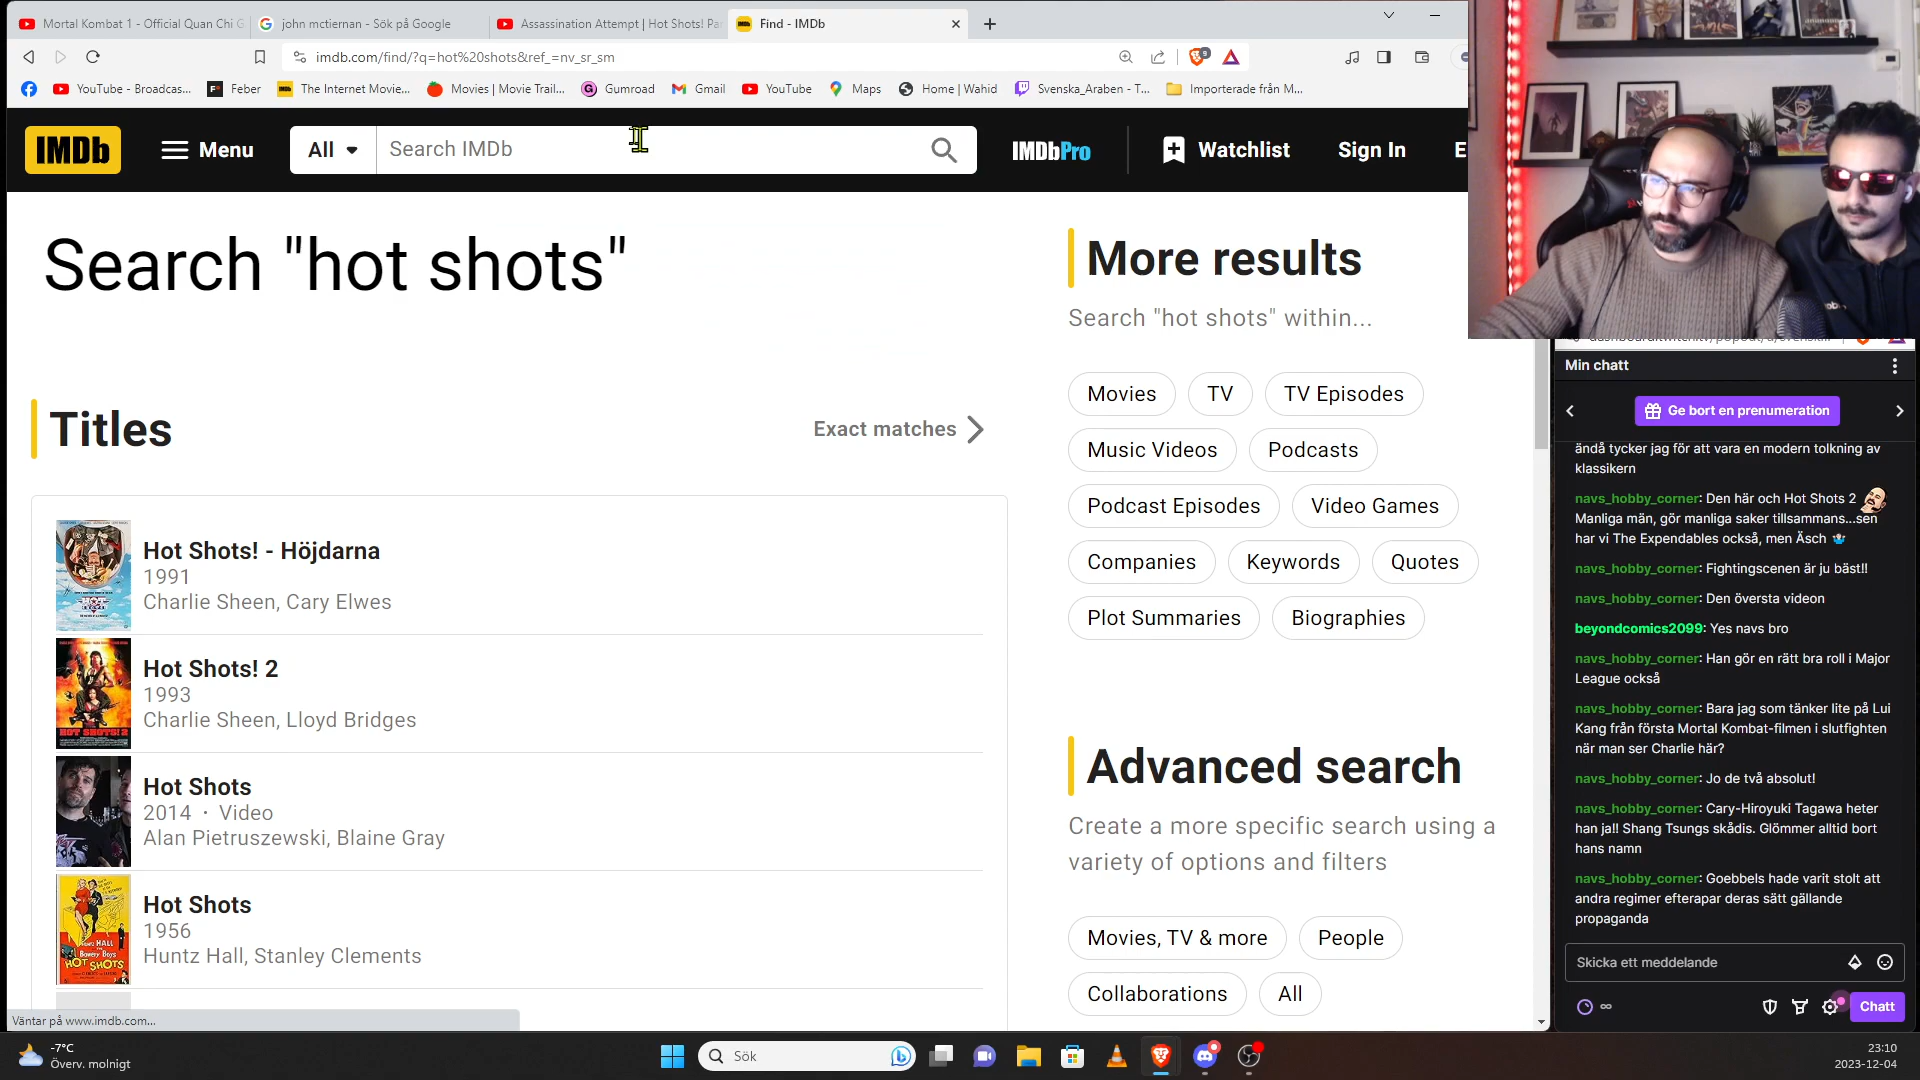 Mortal Kombat 1 - Official Quan Chi G
john mctiernan - Sök på Google
Assassination Attempt | Hot Shots! Pa
Find - IMDb
imdb.com/find/?q=hot%20shots&ref_=nv_sr_sm
9
YouTube - Broadcas...
Feber
The Internet Movie...
Movies | Movie Trail...
Gumroad
Gmail
YouTube
Maps
Home | Wahid
Svenska_Araben - T...
Importerade från M...
IMDb
Menu
All
Search IMDb
IMDbPro
Watchlist
Sign In
E
Search "hot shots"
Titles
Exact matches
Hot Shots! - Höjdarna
1991
Charlie Sheen, Cary Elwes
Hot Shots! 2
1993
Charlie Sheen, Lloyd Bridges
HOT SHOTS! 2
Hot Shots
2014 · Video
Alan Pietruszewski, Blaine Gray
Hot Shots
1956
Huntz Hall, Stanley Clements
HUNTZ HALL
BOWERY BOYS
HOT SHOTS
More results
Search "hot shots" within...
Movies
TV
TV Episodes
Music Videos
Podcasts
Podcast Episodes
Video Games
Companies
Keywords
Quotes
Plot Summaries
Biographies
Advanced search
Create a more specific search using a
variety of options and filters
Movies, TV & more
People
Collaborations
All
Väntar på www.imdb.com...
Min chatt
Ge bort en prenumeration
ändå tycker jag för att vara en modern tolkning av
klassikern
navs_hobby_corner: Den här och Hot Shots 2
Manliga män, gör manliga saker tillsammans...sen
har vi The Expendables också, men Äsch
navs_hobby_corner: Fightingscenen är ju bäst!!
navs_hobby_corner: Den översta videon
beyondcomics2099: Yes navs bro
navs_hobby_corner: Han gör en rätt bra roll i Major
League också
navs_hobby_corner: Bara jag som tänker lite på Lui
Kang från första Mortal Kombat-filmen i slutfighten
när man ser Charlie här?
navs_hobby_corner: Jo de två absolut!
navs_hobby_corner: Cary-Hiroyuki Tagawa heter
han ja!! Shang Tsungs skådis. Glömmer alltid bort
hans namn
navs_hobby_corner: Goebbels hade varit stolt att
andra regimer efterapar deras sätt gällande
propaganda
Skicka ett meddelande
Chatt
-7°C
Överv. molnigt
Sök
23:10
2023-12-04